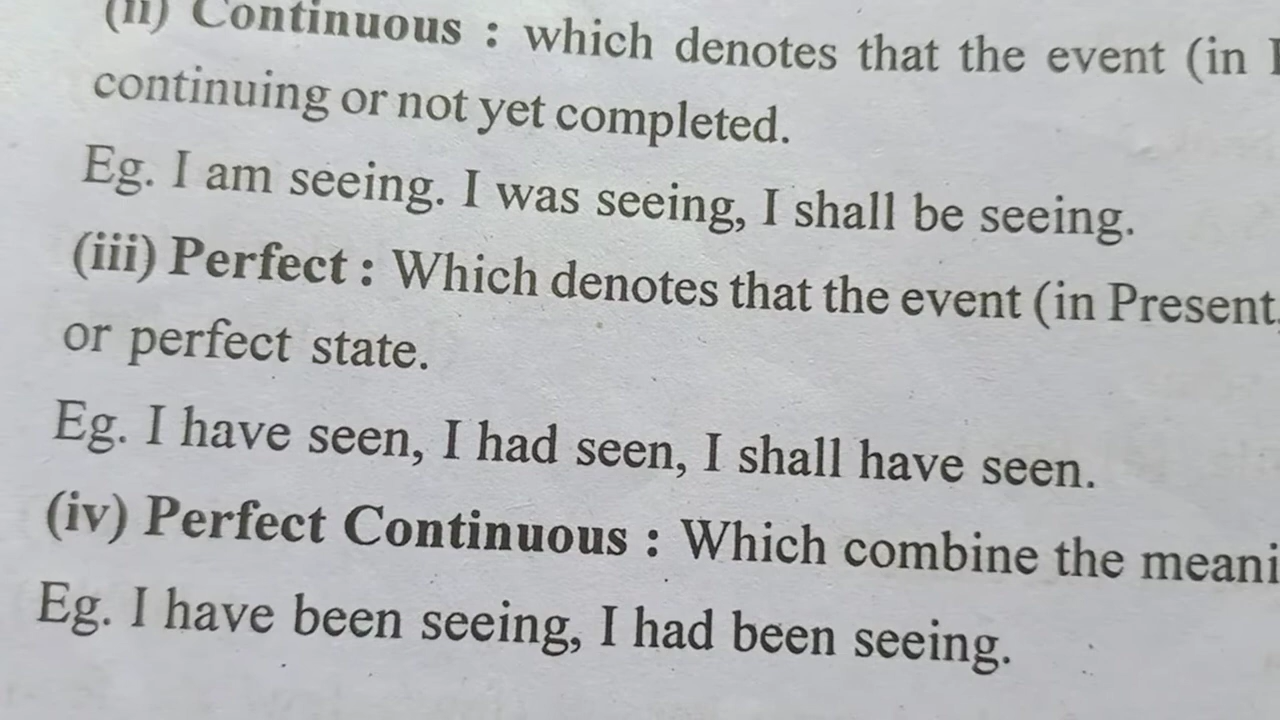 (ii) Continuous : which denotes that the event (in
continuing or not yet completed.
Eg. I am seeing. I was seeing, I shall be seeing.
(iii) Perfect : Which denotes that the event (in Present
or perfect state.
Eg. I have seen, I had seen, I shall have seen.
(iv) Perfect Continuous : Which combine the meani
Eg. I have been seeing, I had been seeing.